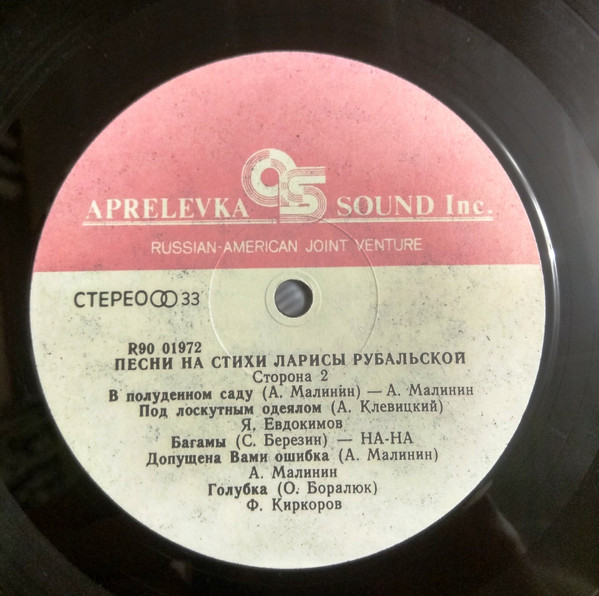 APRELEVKA AS SOUND Inc.
RUSSIAN-AMERICAN JOINT VENTURE
СТЕРЕО 33
R90 01972
ПЕСНИ НА СТИХИ ЛАРИСЫ РУБАЛЬСКОЙ
Сторона 2
В полуденном саду (А. Малинин) — А. Малинин
Под лоскутным одеялом (А. Клевицкий)
Я. Евдокимов
Багамы (С. Березин) — НА-НА
Допущена Вами ошибка (А. Малинин)
А. Малинин
Голубка (О. Боралюк)
Ф. Киркоров